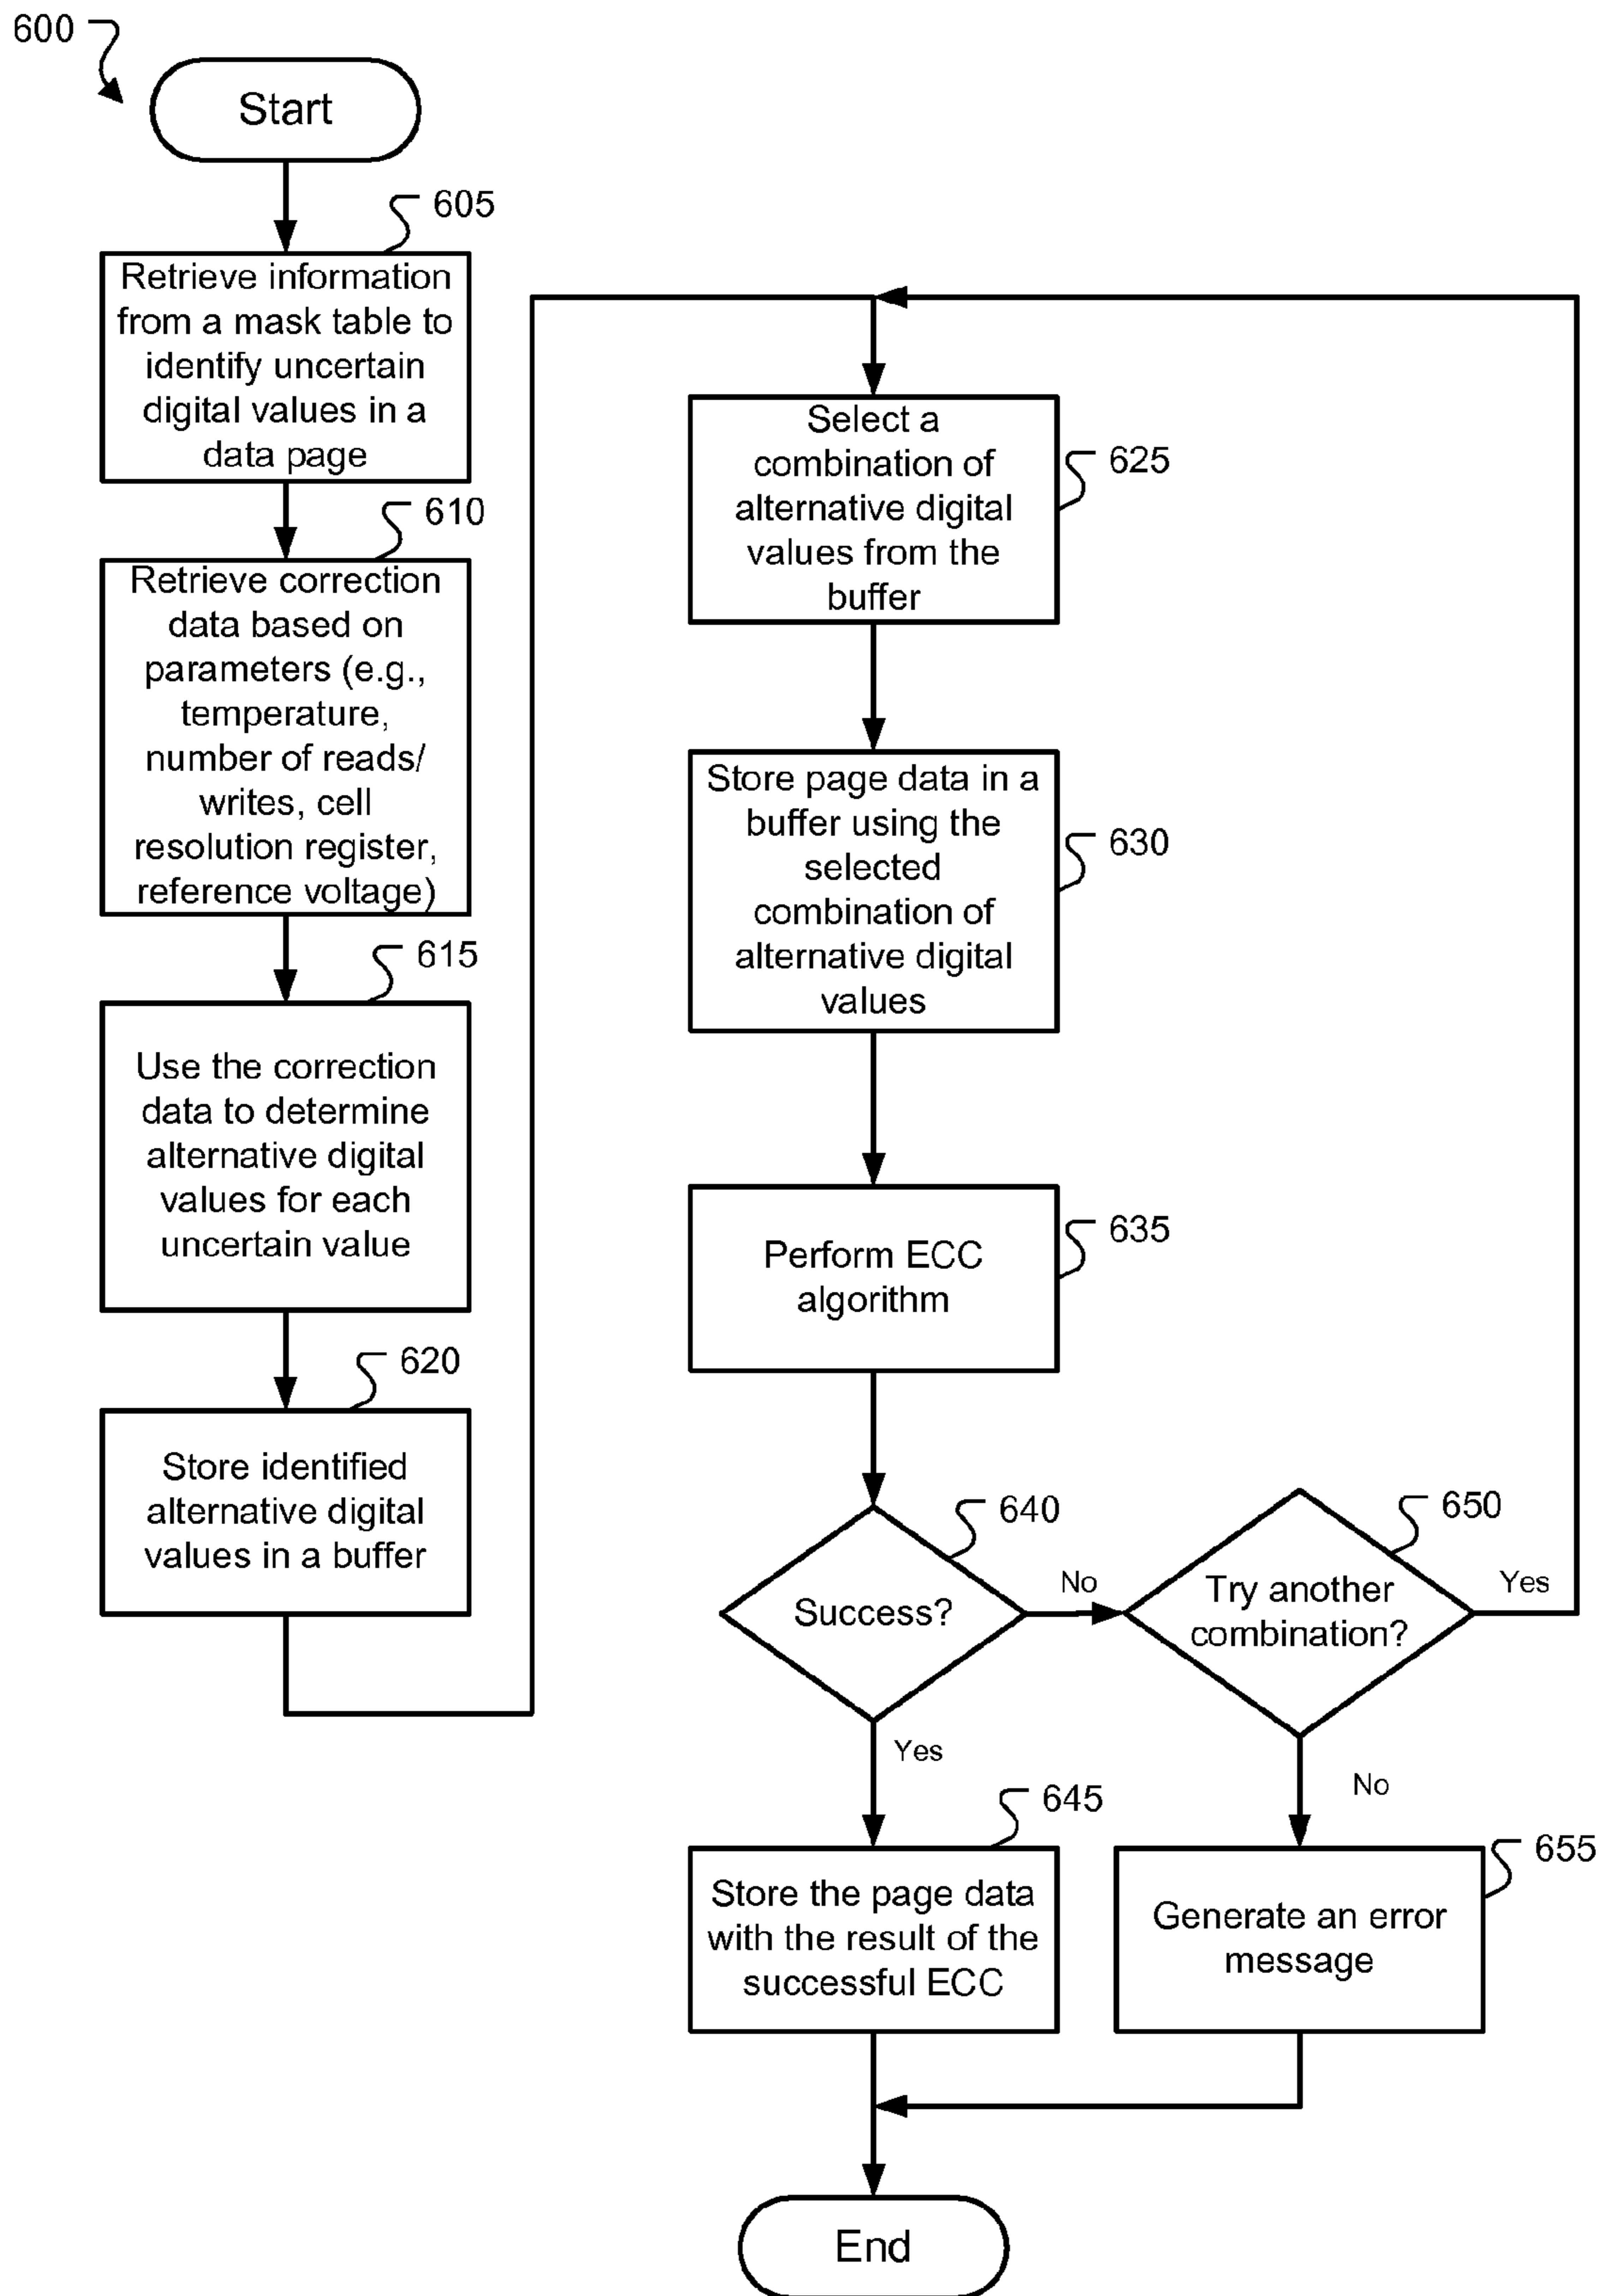 600
Start
605
Retrieve information
from a mask table to
identify uncertain
digital values in a
data page
610
Retrieve correction
data based on
parameters (e.g.,
temperature,
number of reads/
writes, cell
resolution register,
reference voltage)
615
Use the correction
data to determine
alternative digital
values for each
uncertain value
620
Store identified
alternative digital
values in a buffer
625
Select a
combination of
alternative digital
values from the
buffer
630
Store page data in a
buffer using the
selected
combination of
alternative digital
values
635
Perform ECC
algorithm
640
Success?
No
Yes
650
Try another
combination?
Yes
No
645
Store the page data
with the result of the
successful ECC
655
Generate an error
message
End